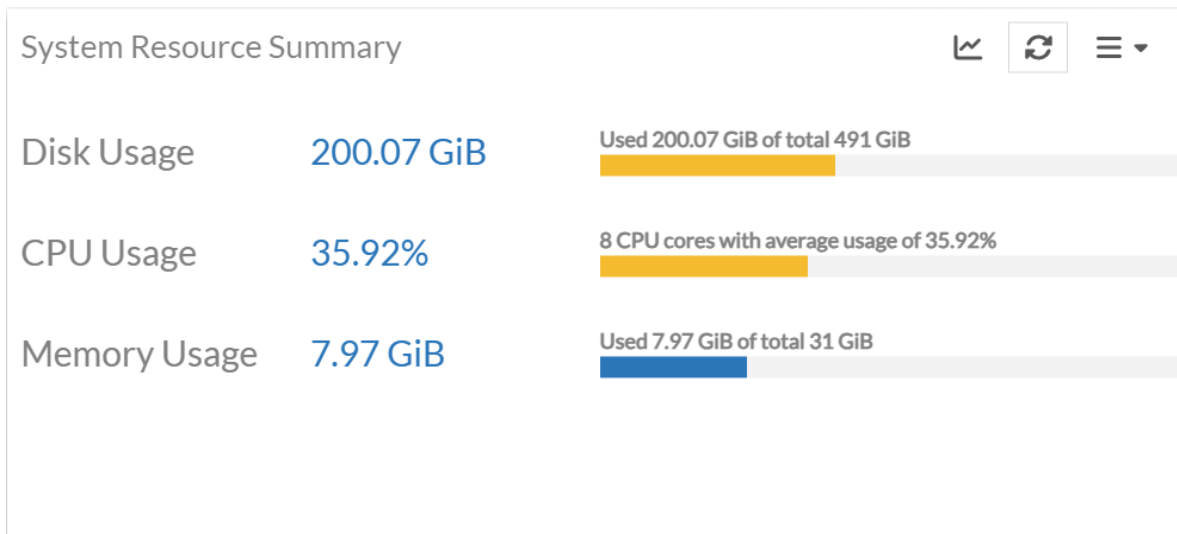 System Resource Summary
Disk Usage
200.07 GiB
Used 200.07 GiB of total 491 GiB
CPU Usage
35.92%
8 CPU cores with average usage of 35.92%
Memory Usage
7.97 GiB
Used 7.97 GiB of total 31 GiB